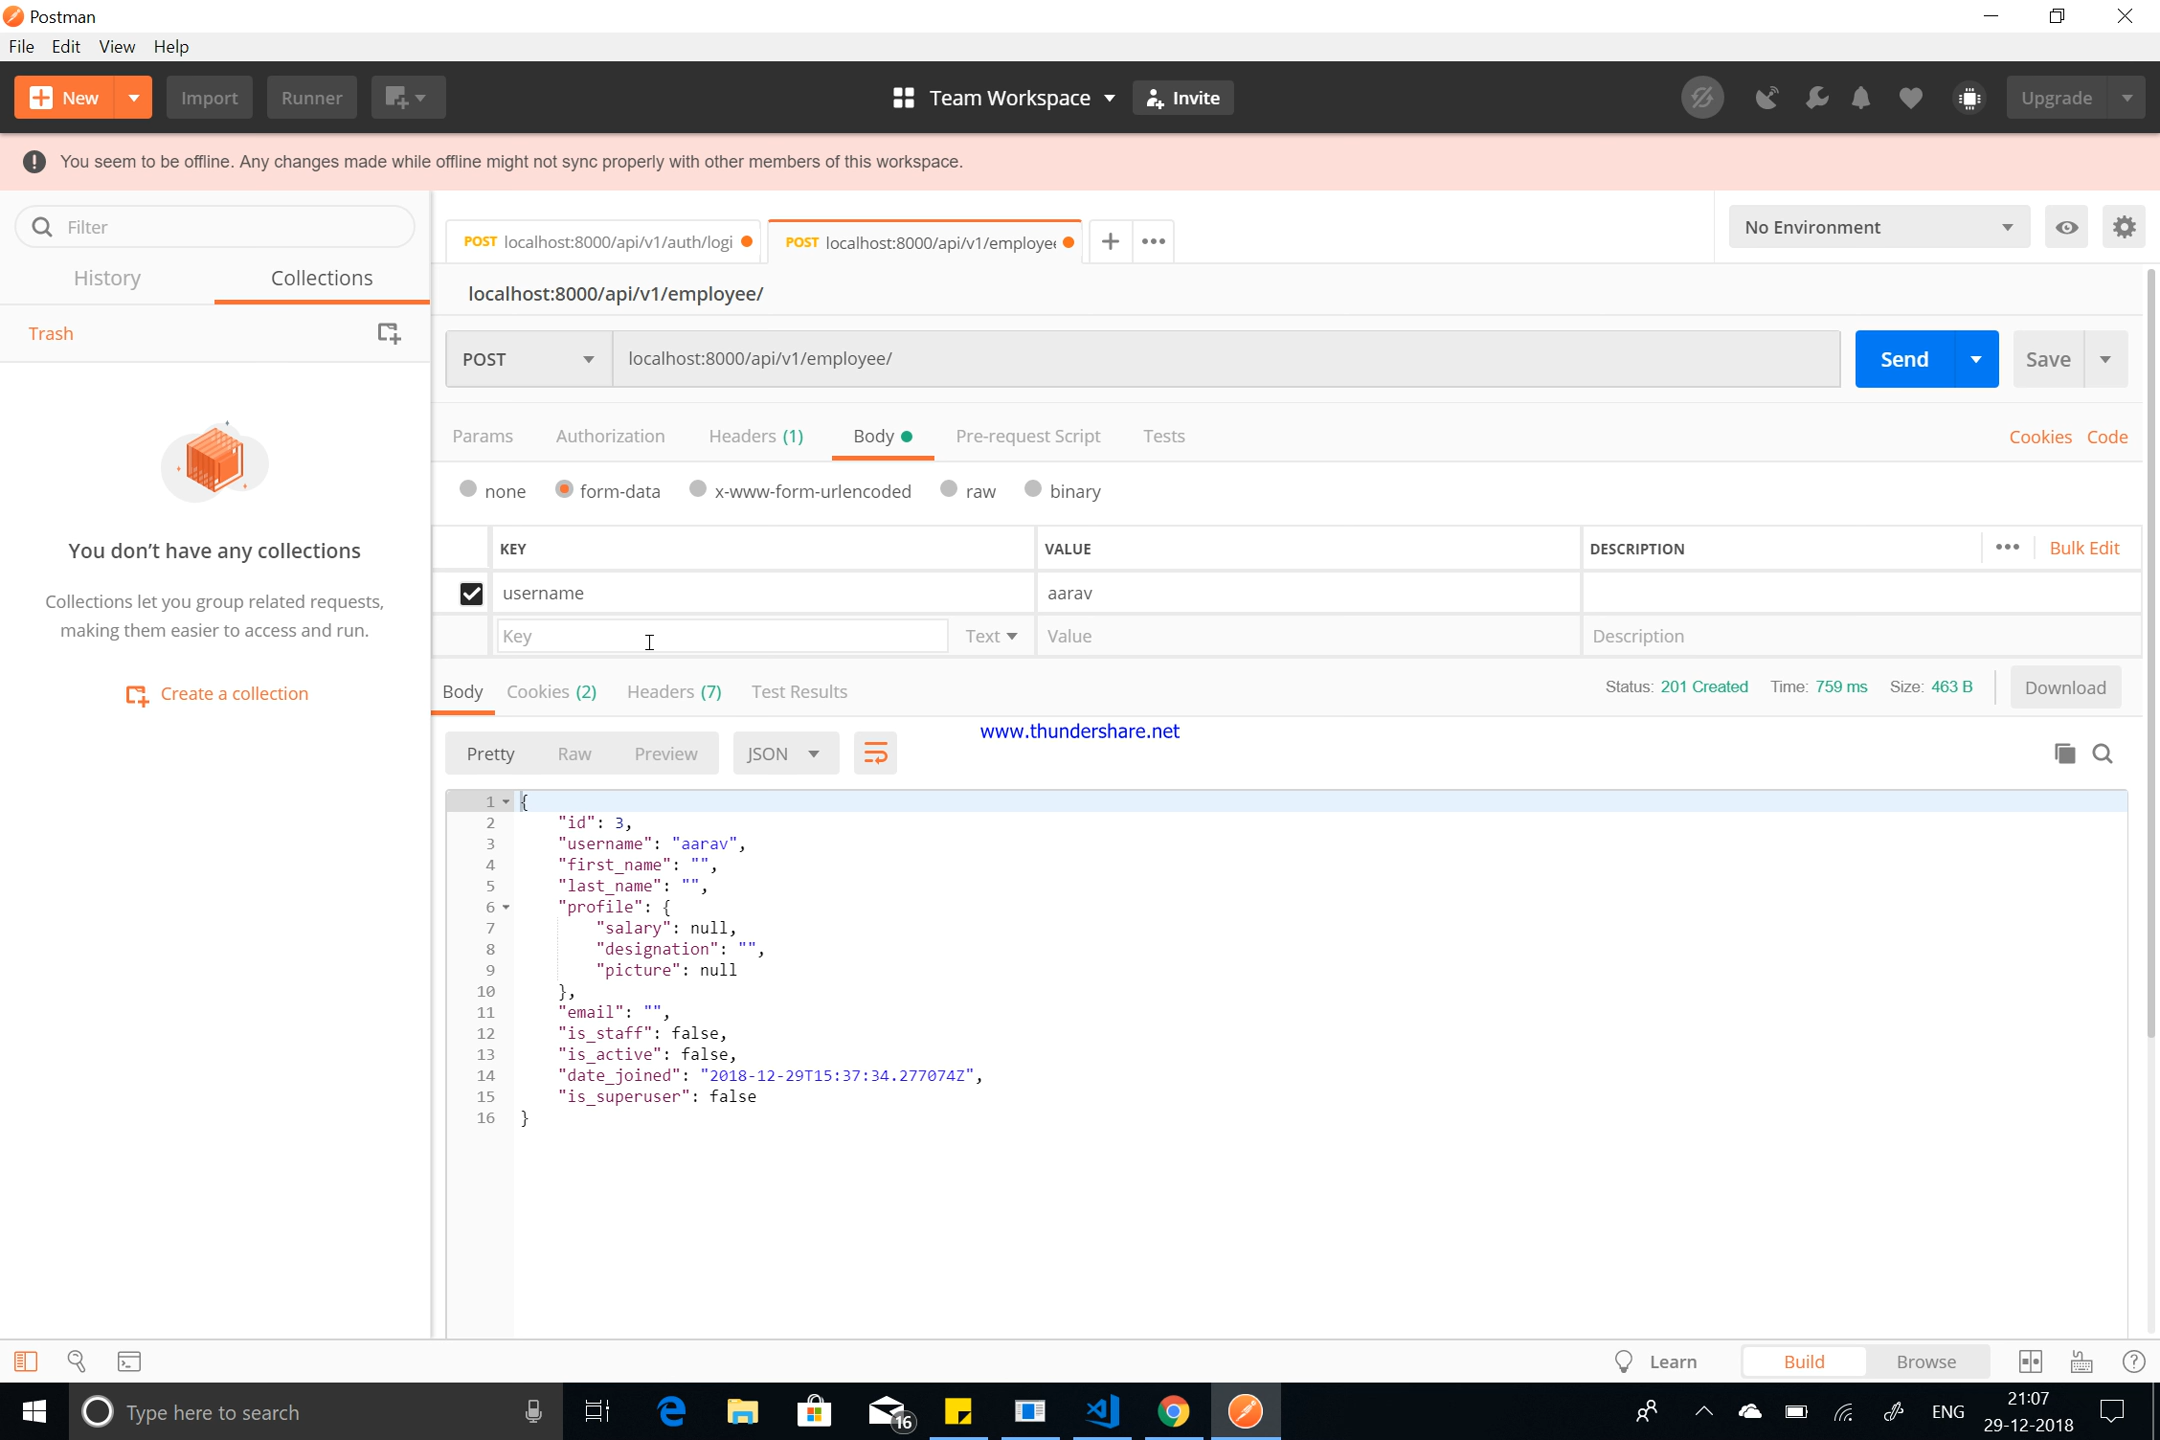 Postman
File Edit View Help
New Import Runner Team Workspace Invite Upgrade
You seem to be offline. Any changes made while offline might not sync properly with other members of this workspace.
Filter
History Collections
Trash
You don't have any collections
Collections let you group related requests,
making them easier to access and run.
Create a collection
POST localhost:8000/api/v1/auth/logi POST localhost:8000/api/v1/employee No Environment
localhost:8000/api/v1/employee/
POST localhost:8000/api/v1/employee/ Send Save
Params Authorization Headers (1) Body Pre-request Script Tests Cookies Code
none form-data x-www-form-urlencoded raw binary
KEY VALUE DESCRIPTION Bulk Edit
username aarav
Key Text Value Description
Body Cookies (2) Headers (7) Test Results Status: 201 Created Time: 759 ms Size: 463 B Download
www.thundershare.net
Pretty Raw Preview JSON
1 {
2 "id": 3,
3 "username": "aarav",
4 "first_name": "",
5 "last_name": "",
6 "profile": {
7 "salary": null,
8 "designation": "",
9 "picture": null
10 },
11 "email": "",
12 "is_staff": false,
13 "is_active": false,
14 "date_joined": "2018-12-29T15:37:34.277074Z",
15 "is_superuser": false
16 }
Learn Build Browse
Type here to search 16 ENG 21:07
29-12-2018